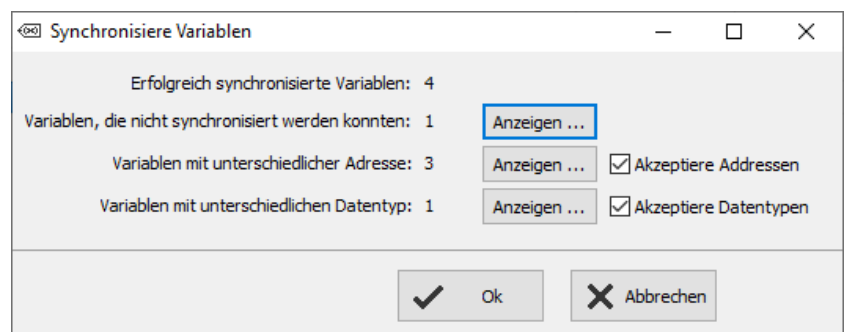 Synchronisiere Variablen
Erfolgreich synchronisierte Variablen: 4
Variablen, die nicht synchronisiert werden konnten: 1 Anzeigen ...
Variablen mit unterschiedlicher Adresse: 3 Anzeigen ... Akzeptiere Addressen
Variablen mit unterschiedlichen Datentyp: 1 Anzeigen ... Akzeptiere Datentypen
Ok Abbrechen